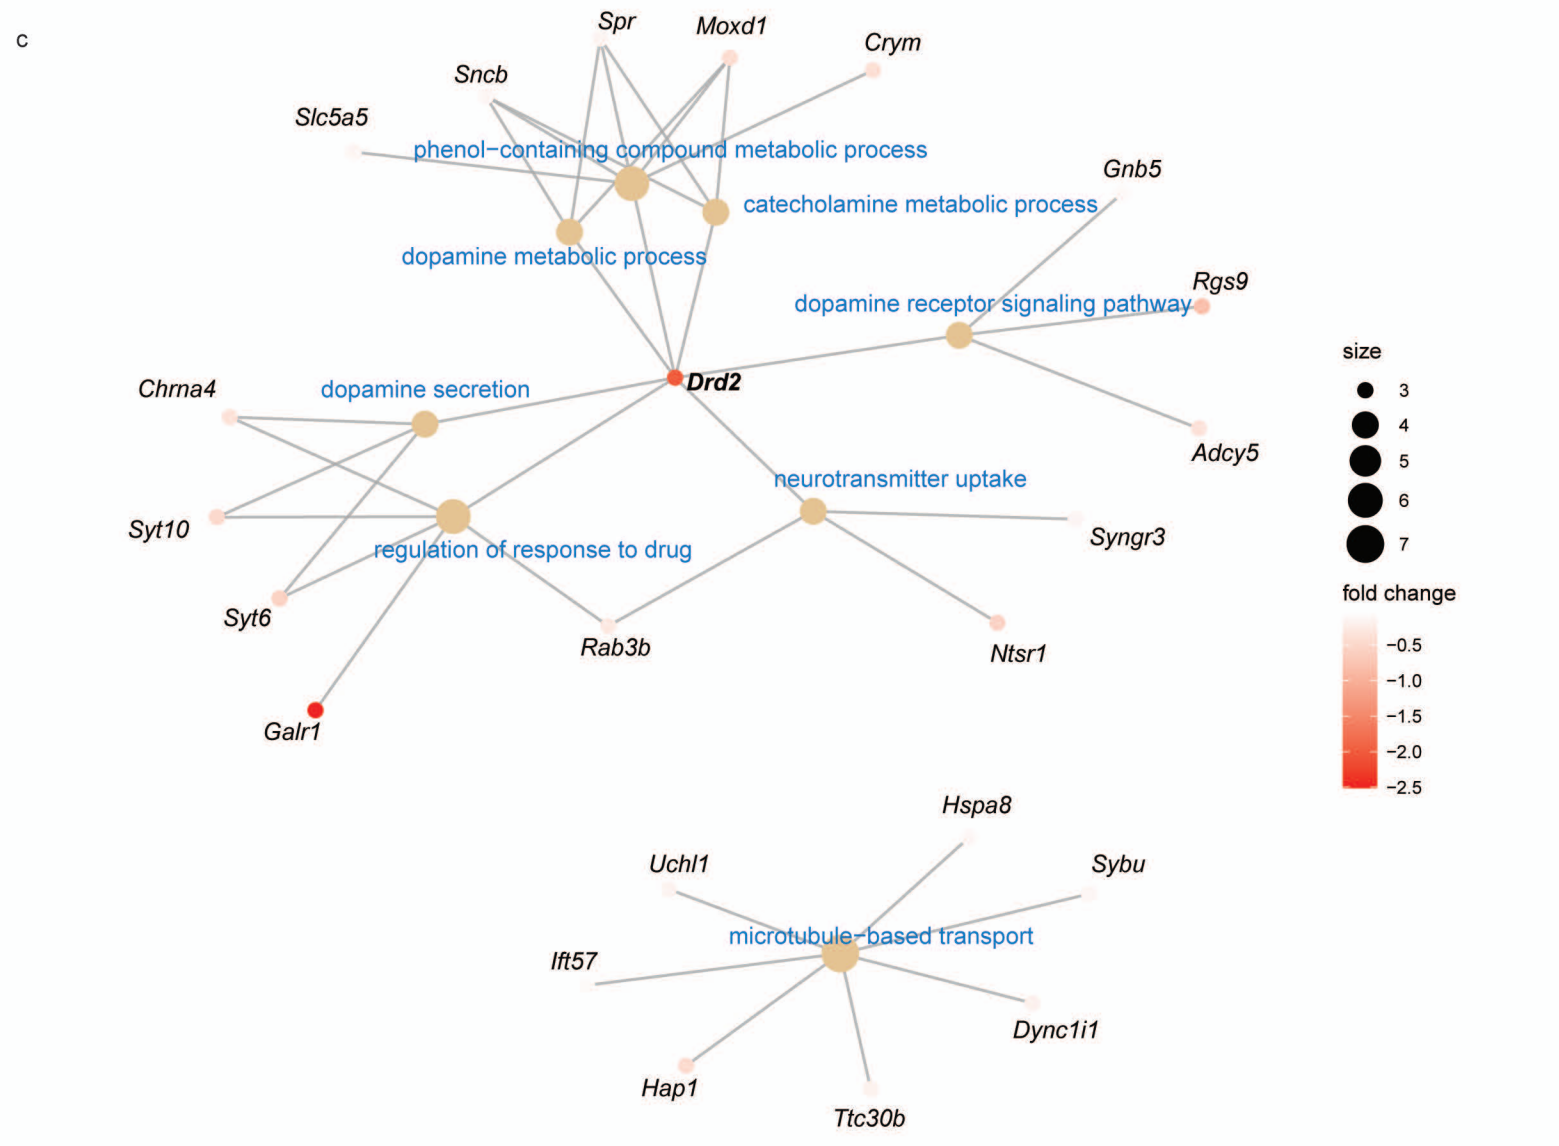 c
Spr
Moxd1
Crym
Sncb
Slc5a5
phenol−containing compound metabolic process
Gnb5
catecholamine metabolic process
dopamine metabolic process
Rgs9
dopamine receptor signaling pathway
size
Drd2
Chrna4
dopamine secretion
3
4
Adcy5
5
neurotransmitter uptake
6
Syt10
Syngr3
7
regulation of response to drug
fold change
Syt6
Rab3b
Ntsr1
−0.5
−1.0
−1.5
Galr1
−2.0
−2.5
Hspa8
Uchl1
Sybu
microtubule−based transport
Ift57
Dync1i1
Hap1
Ttc30b